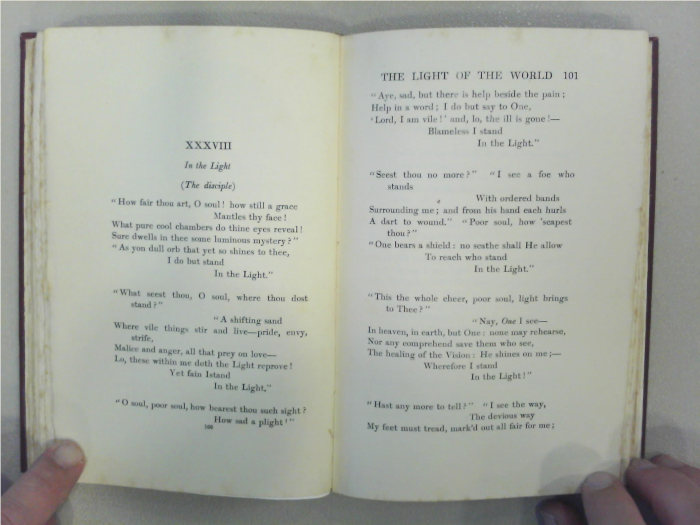 XXXVIII
In the Light
(The disciple)
"How fair thou art, O soul! how still a grace
Mantles thy face!
What pure cool chambers do thine eyes reveal!
Sure dwells in thee some luminous mystery?"
"As yon dull orb that yet so shines to thee,
I do but stand
In the Light."
"What seest thou, O soul, where thou dost
stand?"
"A shifting sand
Where vile things stir and live—pride, envy,
strife,
Malice and anger, all that prey on love—
Lo, these within me doth the Light reprove!
Yet fain Istand
In the Light."
"O soul, poor soul, how bearest thou such sight?
How sad a plight!"
100
THE LIGHT OF THE WORLD 101
"Aye, sad, but there is help beside the pain;
Help in a word; I do but say to One,
'Lord, I am vile!' and, lo, the ill is gone!—
Blameless I stand
In the Light."
"Seest thou no more?" "I see a foe who
stands
With ordered bands
Surrounding me; and from his hand each hurls
A dart to wound." "Poor soul, how 'scapest
thou?"
"One bears a shield: no scathe shall He allow
To reach who stand
In the Light."
"This the whole cheer, poor soul, light brings
to Thee?"
"Nay, One I see—
In heaven, in earth, but One: none may rehearse,
Nor any comprehend save them who see,
The healing of the Vision: He shines on me;—
Wherefore I stand
In the Light!"
"Hast any more to tell?" "I see the way,
The devious way
My feet must tread, mark'd out all fair for me;